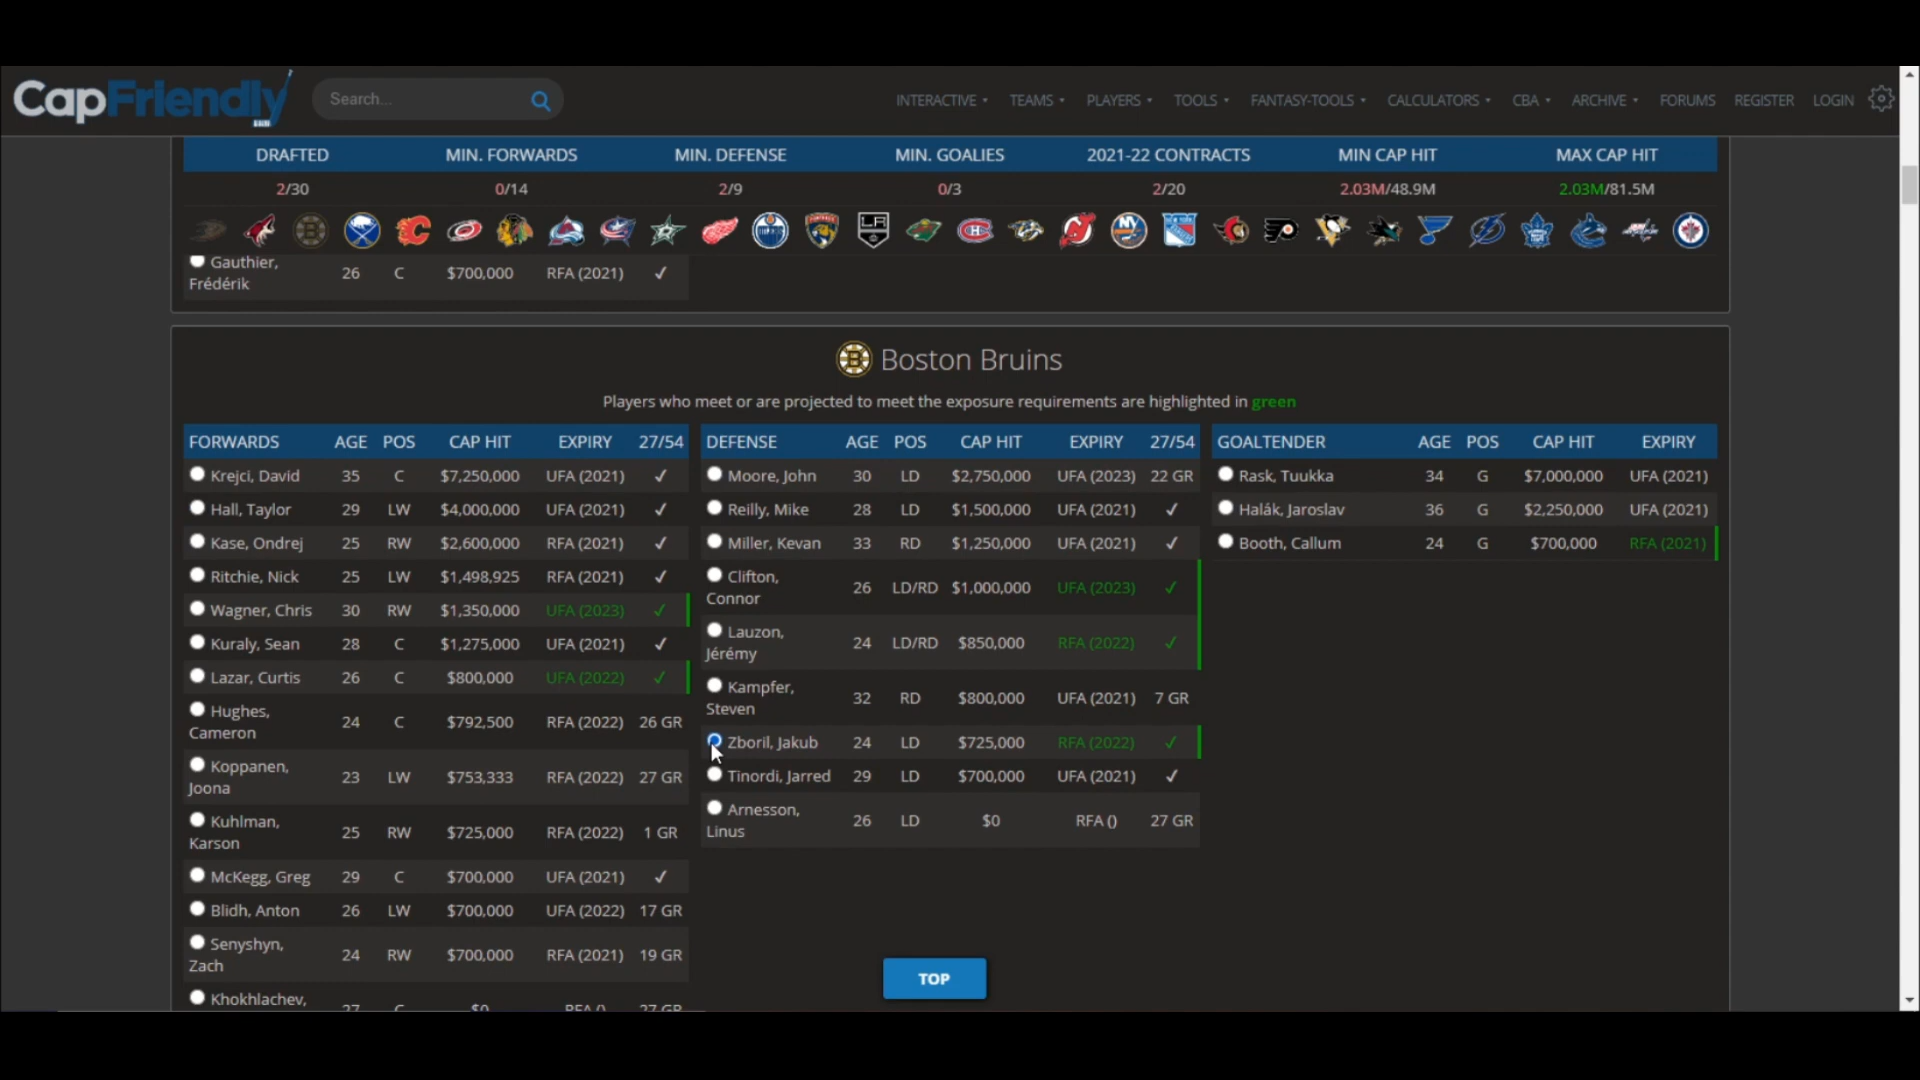 CapFriendly
Search...
INTERACTIVE TEAMS PLAYERS TOOLS FANTASY-TOOLS CALCULATORS CBA ARCHIVE FORUMS REGISTER LOGIN
DRAFTED MIN. FORWARDS MIN. DEFENSE MIN. GOALIES 2021-22 CONTRACTS MIN CAP HIT MAX CAP HIT
2/30 0/14 2/9 0/3 2/20 2.03M/48.9M 2.03M/81.5M
Gauthier,
Frédérik 26 C $700,000 RFA (2021) ✓
Boston Bruins
Players who meet or are projected to meet the exposure requirements are highlighted in green
FORWARDS AGE POS CAP HIT EXPIRY 27/54
Krejci, David 35 C $7,250,000 UFA (2021) ✓
Hall, Taylor 29 LW $4,000,000 UFA (2021) ✓
Kase, Ondrej 25 RW $2,600,000 RFA (2021) ✓
Ritchie, Nick 25 LW $1,498,925 RFA (2021) ✓
Wagner, Chris 30 RW $1,350,000 UFA (2023) ✓
Kuraly, Sean 28 C $1,275,000 UFA (2021) ✓
Lazar, Curtis 26 C $800,000 UFA (2022) ✓
Hughes,
Cameron 24 C $792,500 RFA (2022) 26 GR
Koppanen,
Joona 23 LW $753,333 RFA (2022) 27 GR
Kuhlman,
Karson 25 RW $725,000 RFA (2022) 1 GR
McKegg, Greg 29 C $700,000 UFA (2021) ✓
Blidh, Anton 26 LW $700,000 UFA (2022) 17 GR
Senyshyn,
Zach 24 RW $700,000 RFA (2021) 19 GR
Khokhlachev,
27 C $0 RFA () 27 GR
DEFENSE AGE POS CAP HIT EXPIRY 27/54
Moore, John 30 LD $2,750,000 UFA (2023) 22 GR
Reilly, Mike 28 LD $1,500,000 UFA (2021) ✓
Miller, Kevan 33 RD $1,250,000 UFA (2021) ✓
Clifton,
Connor 26 LD/RD $1,000,000 UFA (2023) ✓
Lauzon,
Jérémy 24 LD/RD $850,000 RFA (2022) ✓
Kampfer,
Steven 32 RD $800,000 UFA (2021) 7 GR
Zboril, Jakub 24 LD $725,000 RFA (2022) ✓
Tinordi, Jarred 29 LD $700,000 UFA (2021) ✓
Arnesson,
Linus 26 LD $0 RFA () 27 GR
GOALTENDER AGE POS CAP HIT EXPIRY
Rask, Tuukka 34 G $7,000,000 UFA (2021)
Halák, Jaroslav 36 G $2,250,000 UFA (2021)
Booth, Callum 24 G $700,000 RFA (2021)
TOP